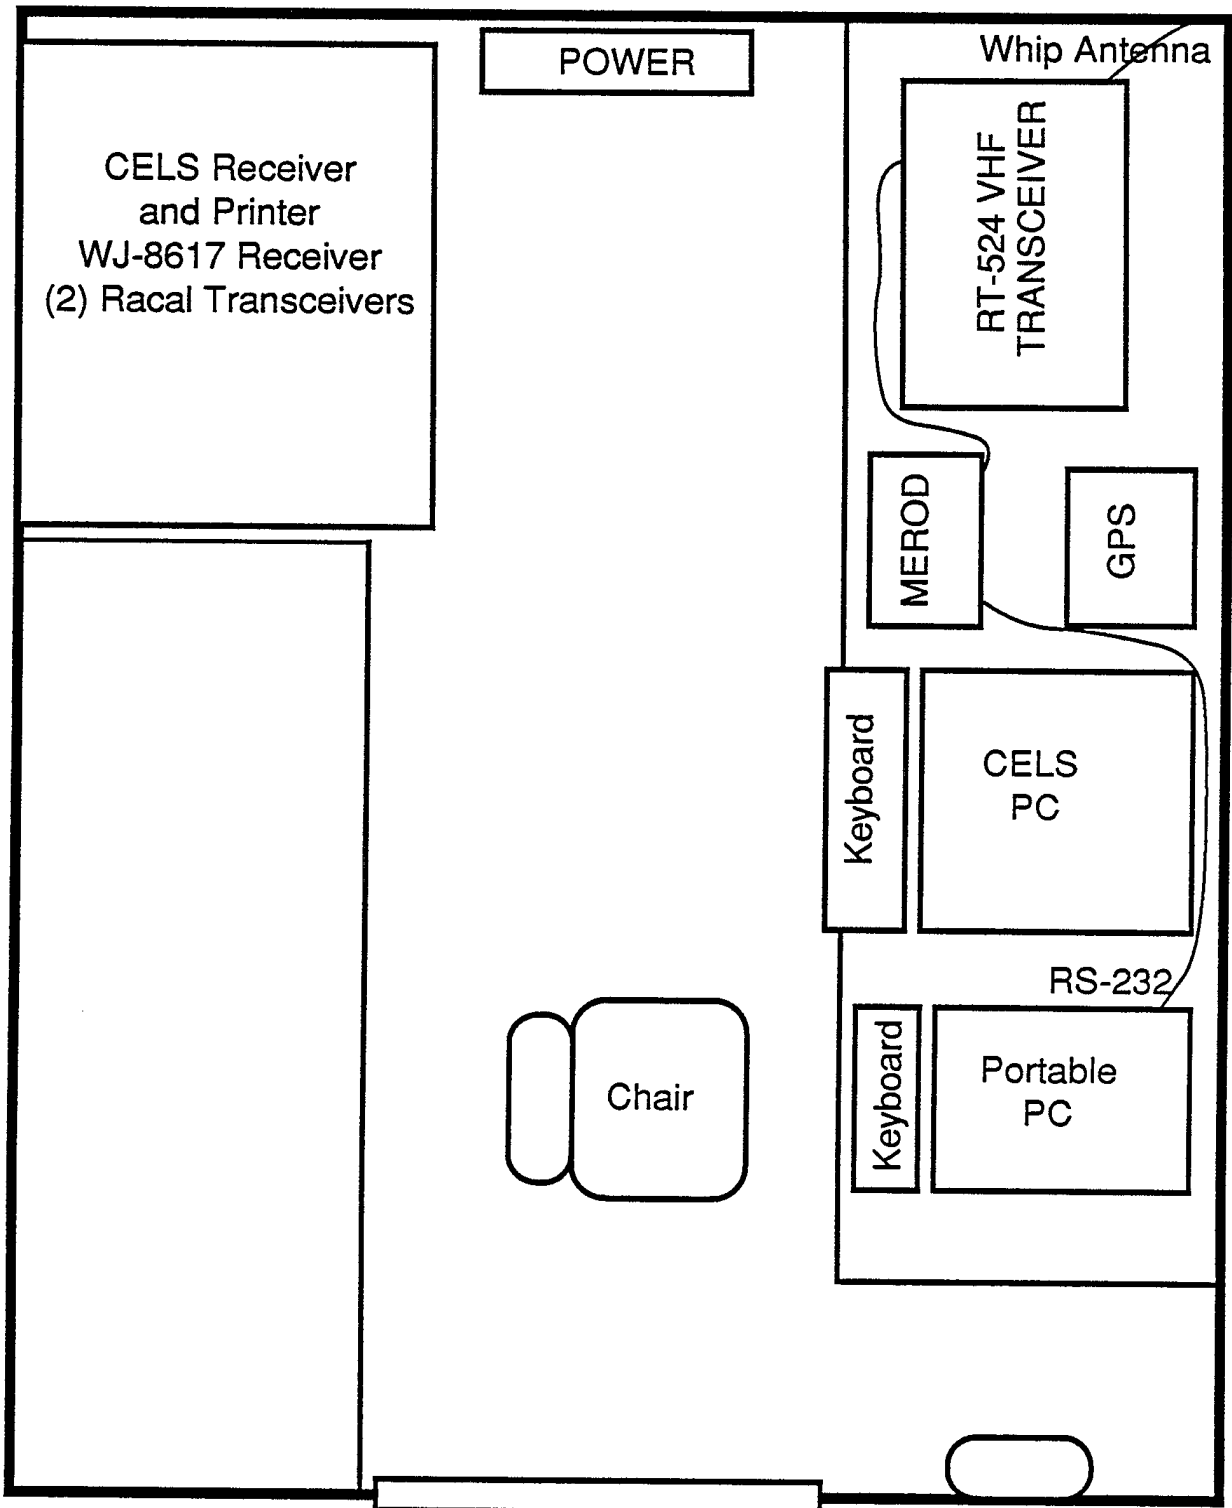 POWER
Whip Antenna
CELS Receiver
and Printer
WJ-8617 Receiver
(2) Racal Transceivers
RT-524 VHF
TRANSCEIVER
MEROD
GPS
Keyboard
CELS
PC
RS-232
Keyboard
Portable
PC
Chair